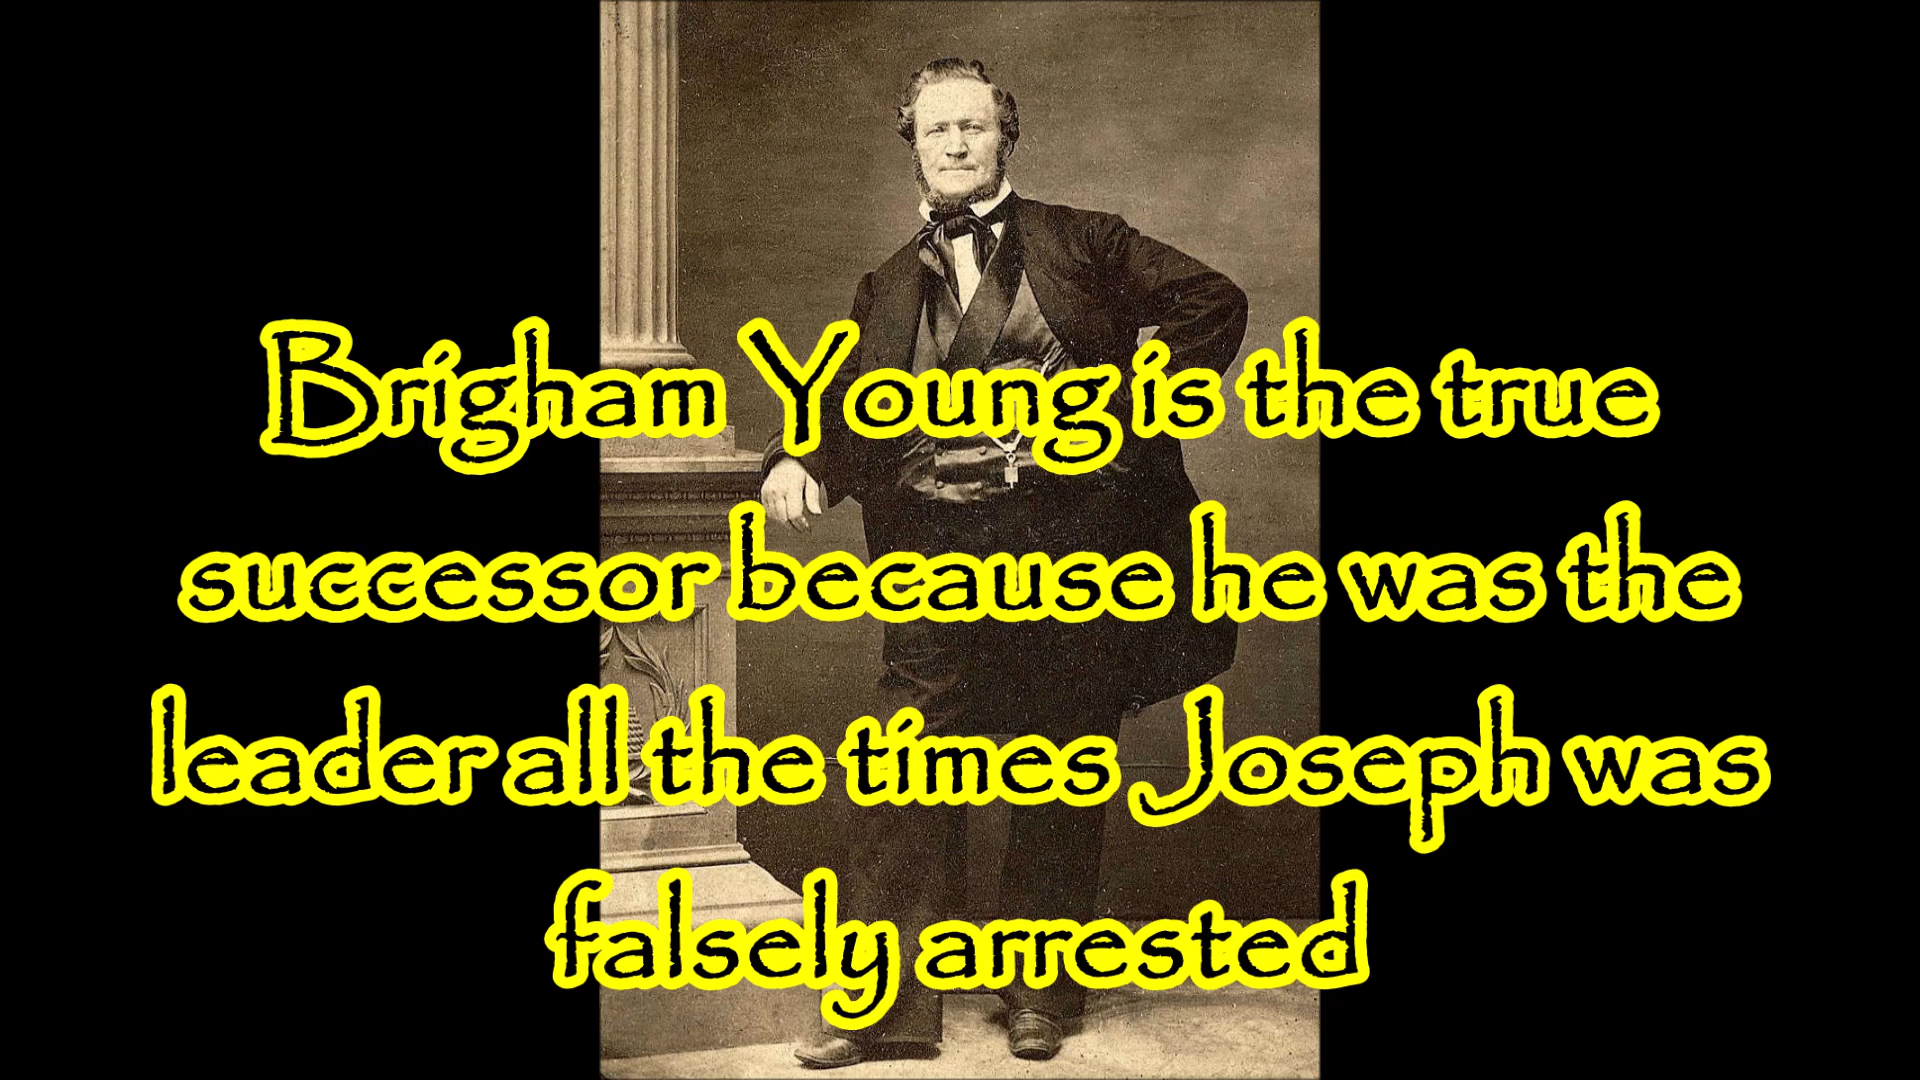 Brigham Young is the true
successor because he was the
leader all the times Joseph was
falsely arrested